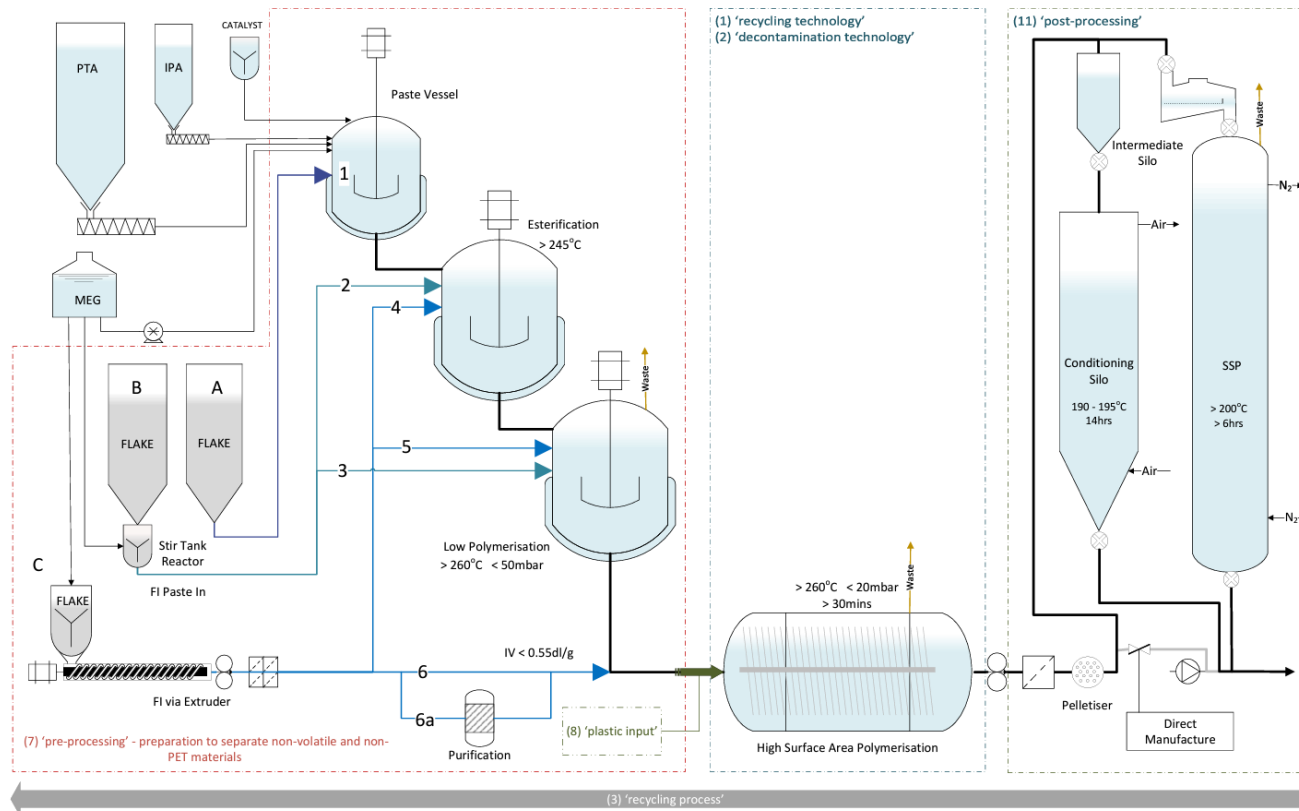 (1) ‘recycling technology’
(2) ‘decontamination technology’
(11) ‘post-processing’
CATALYST
PTA
IPA
Paste Vessel
1
Waste
Intermediate
Silo
N₂
Esterification
> 245°C
Air
2
4
MEG
B
A
FLAKE
FLAKE
Waste
Conditioning
Silo
190 - 195°C
14hrs
SSP
> 200°C
> 6hrs
5
3
Air
N₂
Stir Tank
Reactor
Low Polymerisation
> 260°C < 50mbar
C
FI Paste In
FLAKE
Waste
> 260°C < 20mbar
> 30mins
IV < 0.55dl/g
6
FI via Extruder
6a
Purification
(8) ‘plastic input’
High Surface Area Polymerisation
Pelletiser
Direct
Manufacture
(7) ‘pre-processing’ - preparation to separate non-volatile and non-
PET materials
(3) ‘recycling process’